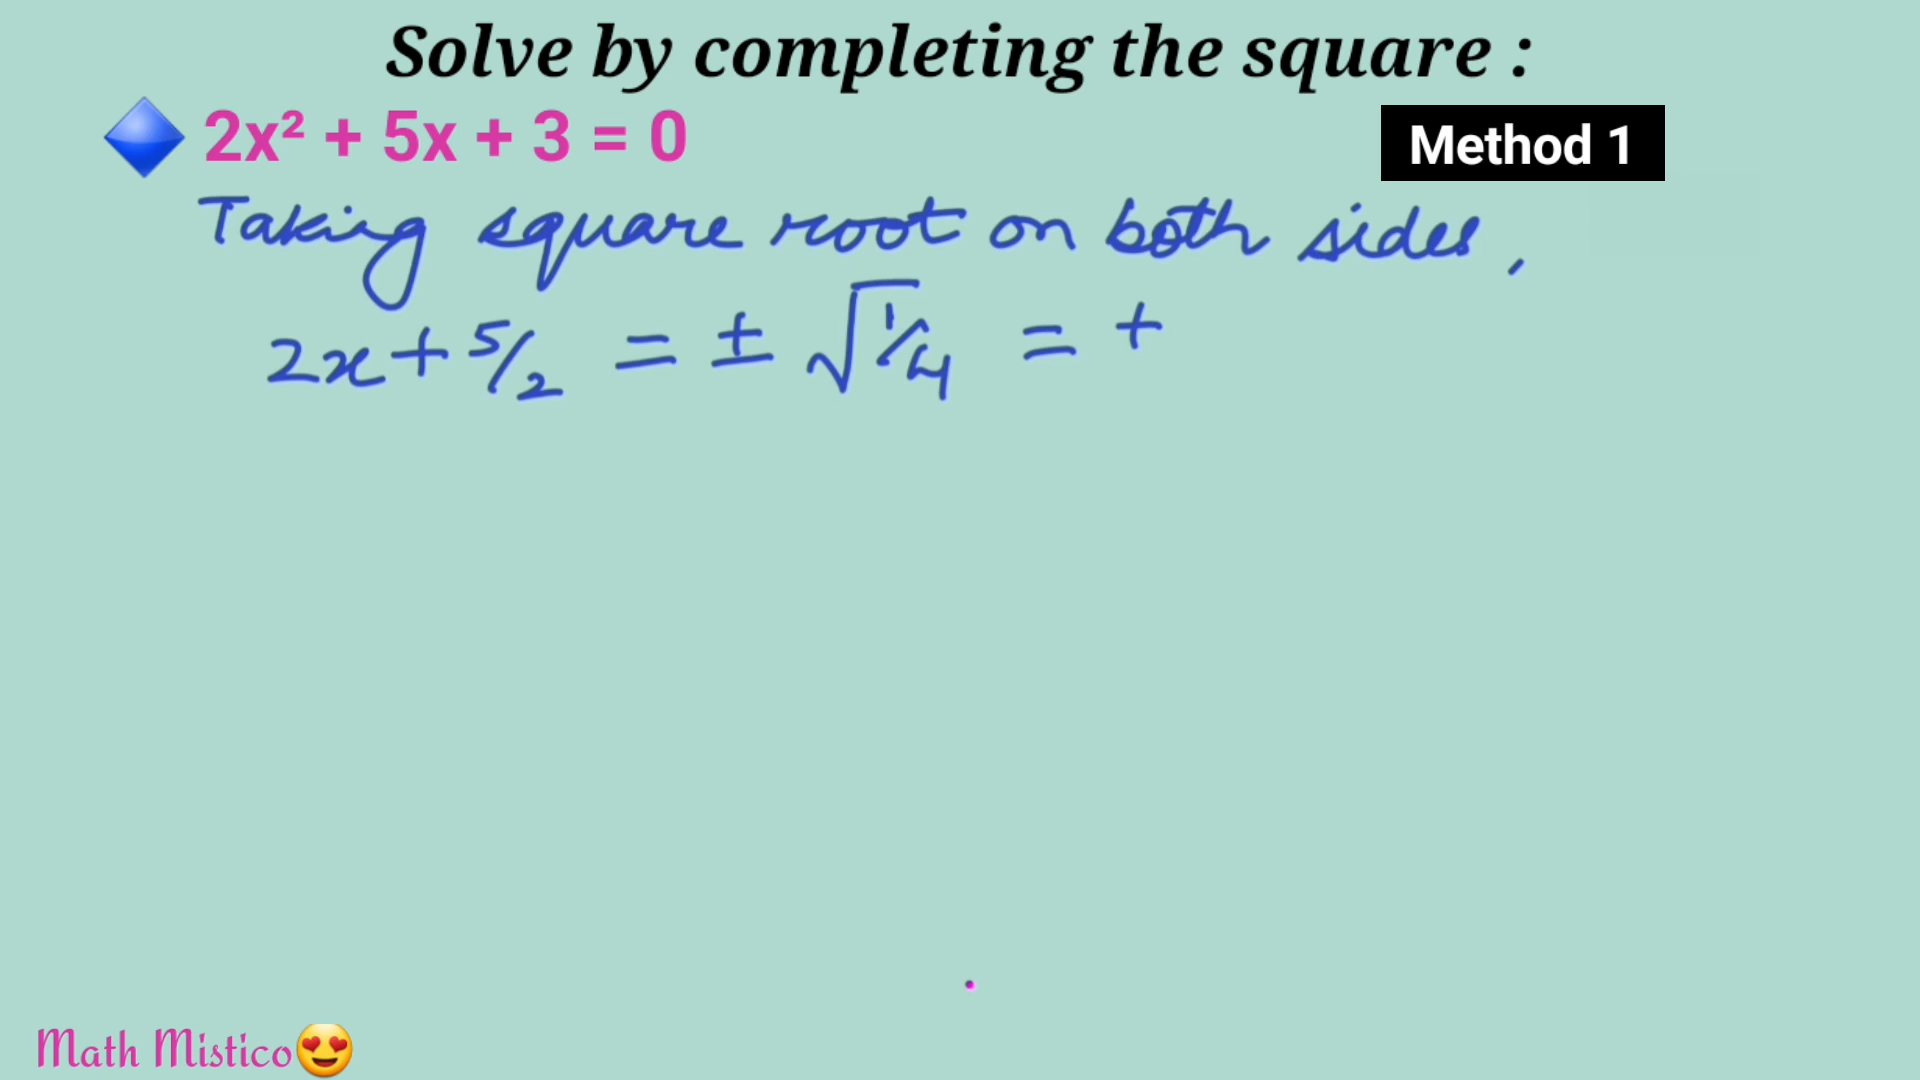 Solve by completing the square :
2x² + 5x + 3 = 0
Method 1
Taking square root on both sides,
2x + 5/2 = ± √1/4 = +
Math Mistico